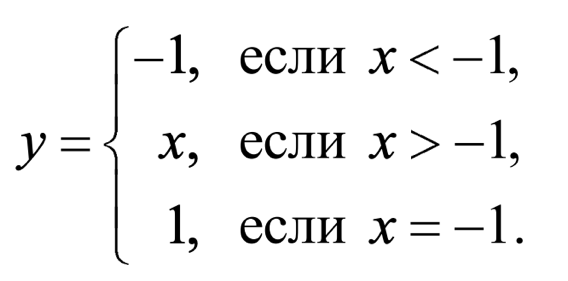 −1, если x < −1,
y = { x, если x > −1,
1, если x = −1.